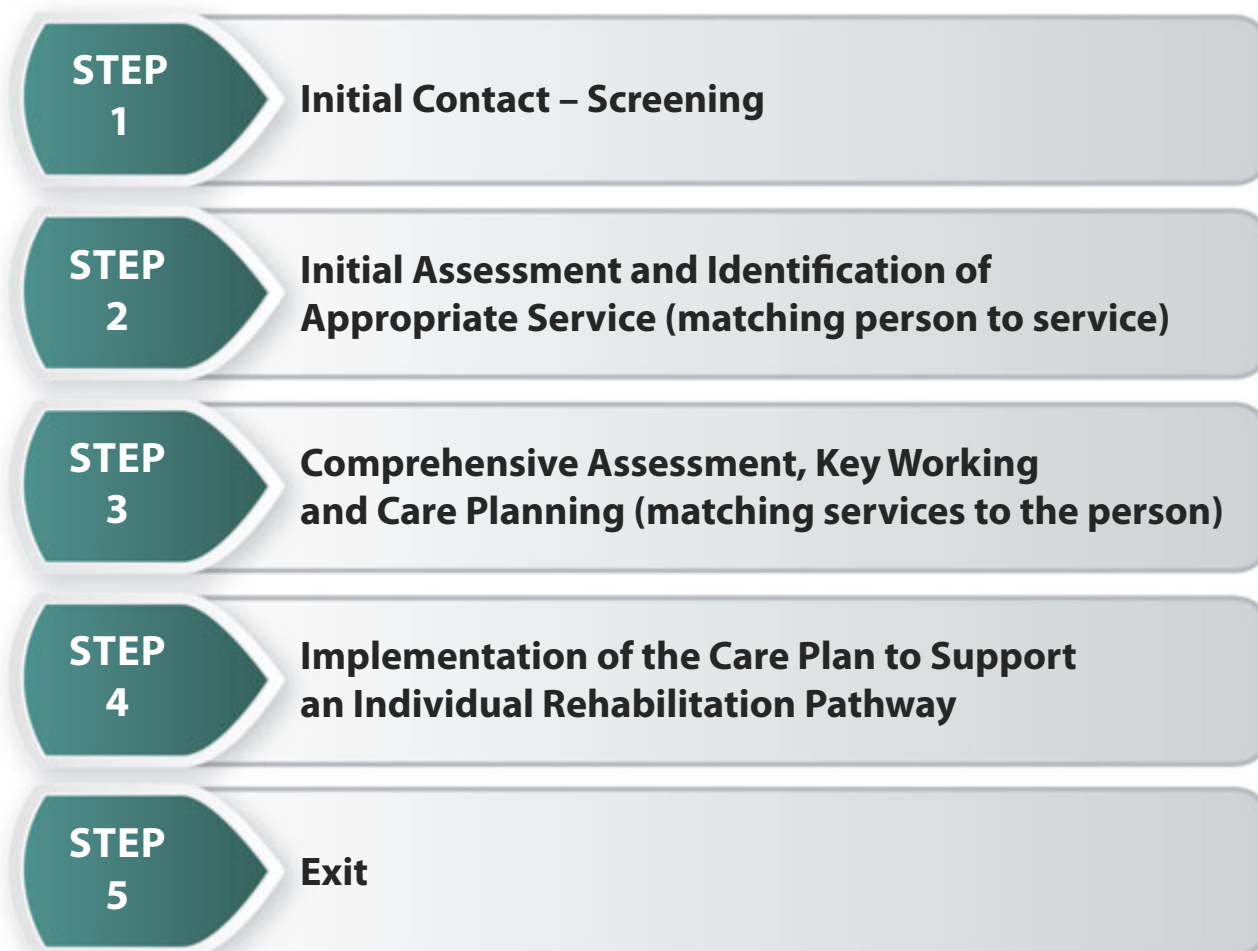 STEP
1
Initial Contact – Screening
STEP
2
Initial Assessment and Identification of
Appropriate Service (matching person to service)
STEP
3
Comprehensive Assessment, Key Working
and Care Planning (matching services to the person)
STEP
4
Implementation of the Care Plan to Support
an Individual Rehabilitation Pathway
STEP
5
Exit